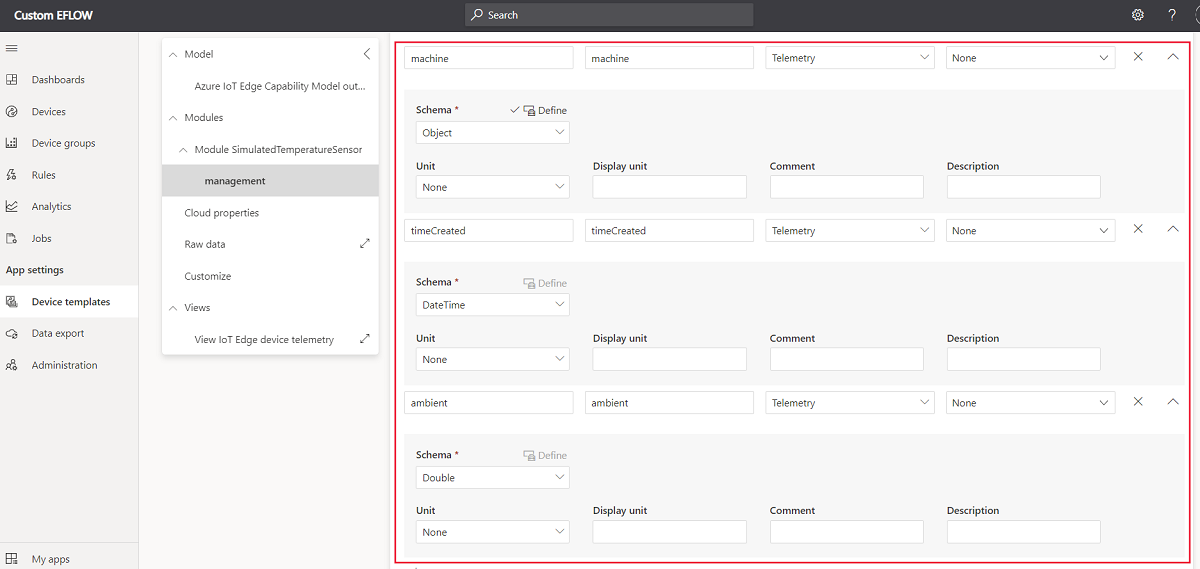 Custom EFLOW
Search
?
Dashboards
Devices
Device groups
Rules
Analytics
Jobs
App settings
Device templates
Data export
Administration
My apps
Model
Azure IoT Edge Capability Model out...
Modules
Module SimulatedTemperatureSensor
management
Cloud properties
Raw data
Customize
Views
View IoT Edge device telemetry
machine machine Telemetry None
Schema * Define
Object
Unit Display unit Comment Description
None
timeCreated timeCreated Telemetry None
Schema * Define
DateTime
Unit Display unit Comment Description
None
ambient ambient Telemetry None
Schema * Define
Double
Unit Display unit Comment Description
None